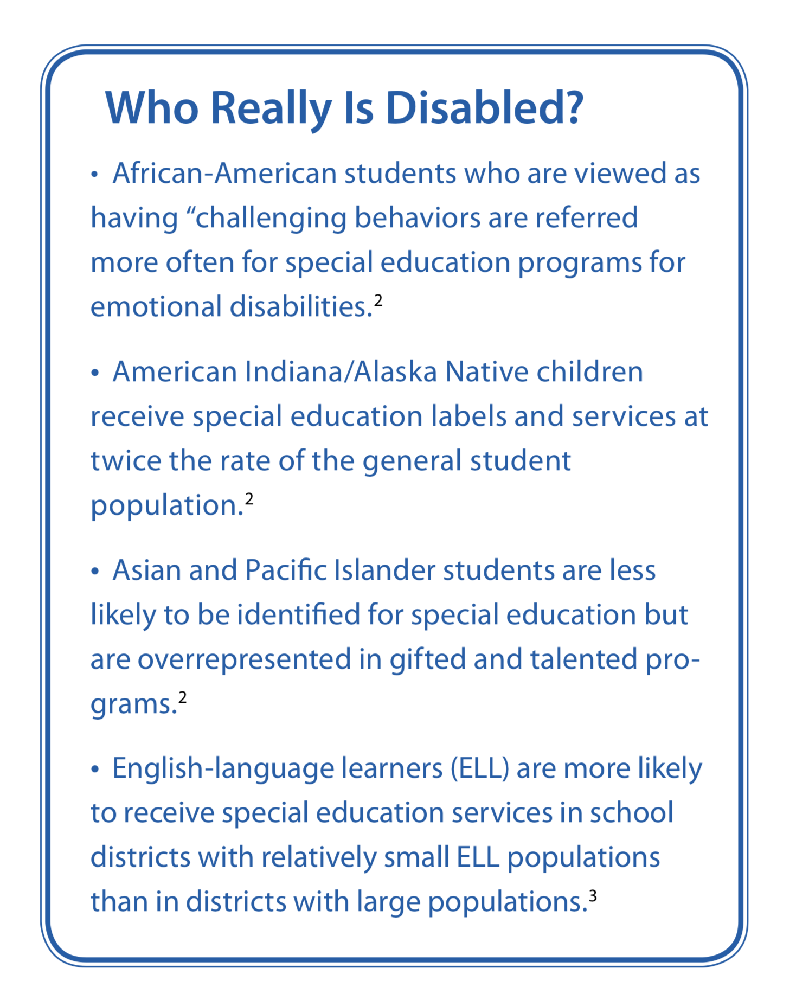 Who Really Is Disabled?
• African-American students who are viewed as
having “challenging behaviors are referred
more often for special education programs for
emotional disabilities.2
• American Indiana/Alaska Native children
receive special education labels and services at
twice the rate of the general student
population.2
• Asian and Pacific Islander students are less
likely to be identified for special education but
are overrepresented in gifted and talented pro-
grams.2
• English-language learners (ELL) are more likely
to receive special education services in school
districts with relatively small ELL populations
than in districts with large populations.3